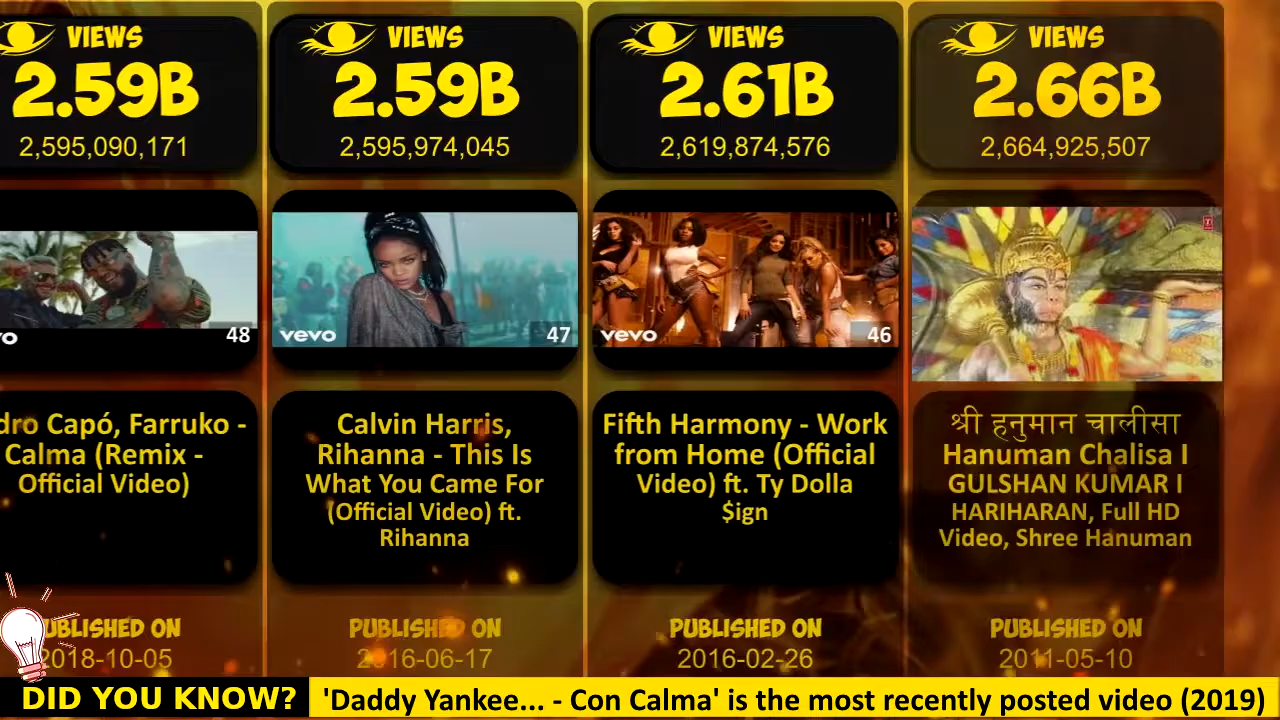 VIEWS
2.59B
2,595,090,171
48
dro Capó, Farruko -
Calma (Remix -
Official Video)
PUBLISHED ON
2018-10-05
VIEWS
2.59B
2,595,974,045
vevo
47
Calvin Harris,
Rihanna - This Is
What You Came For
(Official Video) ft.
Rihanna
PUBLISHED ON
2016-06-17
VIEWS
2.61B
2,619,874,576
vevo
46
Fifth Harmony - Work
from Home (Official
Video) ft. Ty Dolla
$ign
PUBLISHED ON
2016-02-26
VIEWS
2.66B
2,664,925,507
श्री हनुमान चालीसा
Hanuman Chalisa I
GULSHAN KUMAR I
HARIHARAN, Full HD
Video, Shree Hanuman
PUBLISHED ON
2011-05-10
DID YOU KNOW?
'Daddy Yankee... - Con Calma' is the most recently posted video (2019)